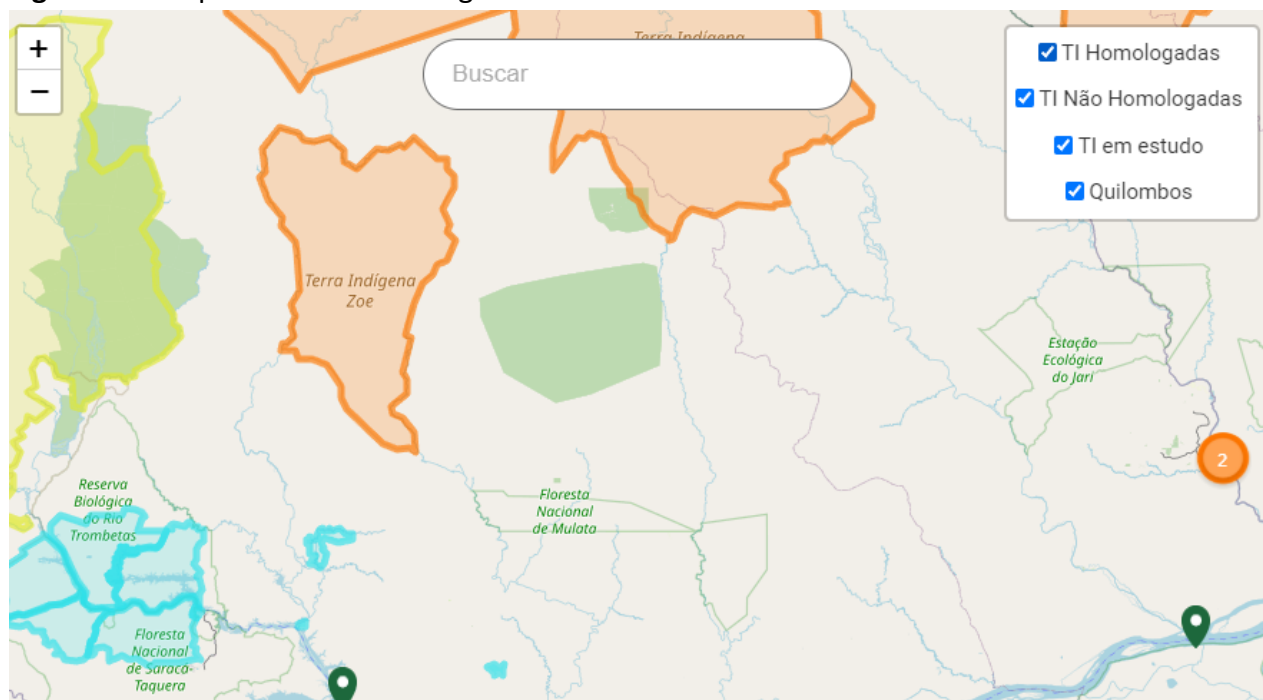 +
−
Buscar
TI Homologadas
TI Não Homologadas
TI em estudo
Quilombos
Terra Indígena
Terra Indígena
Zoe
Estação
Ecológica
do Jari
2
Reserva
Biológica
do Rio
Trombetas
Floresta
Nacional
de Mulata
Floresta
Nacional
de Saracá-
Taquera